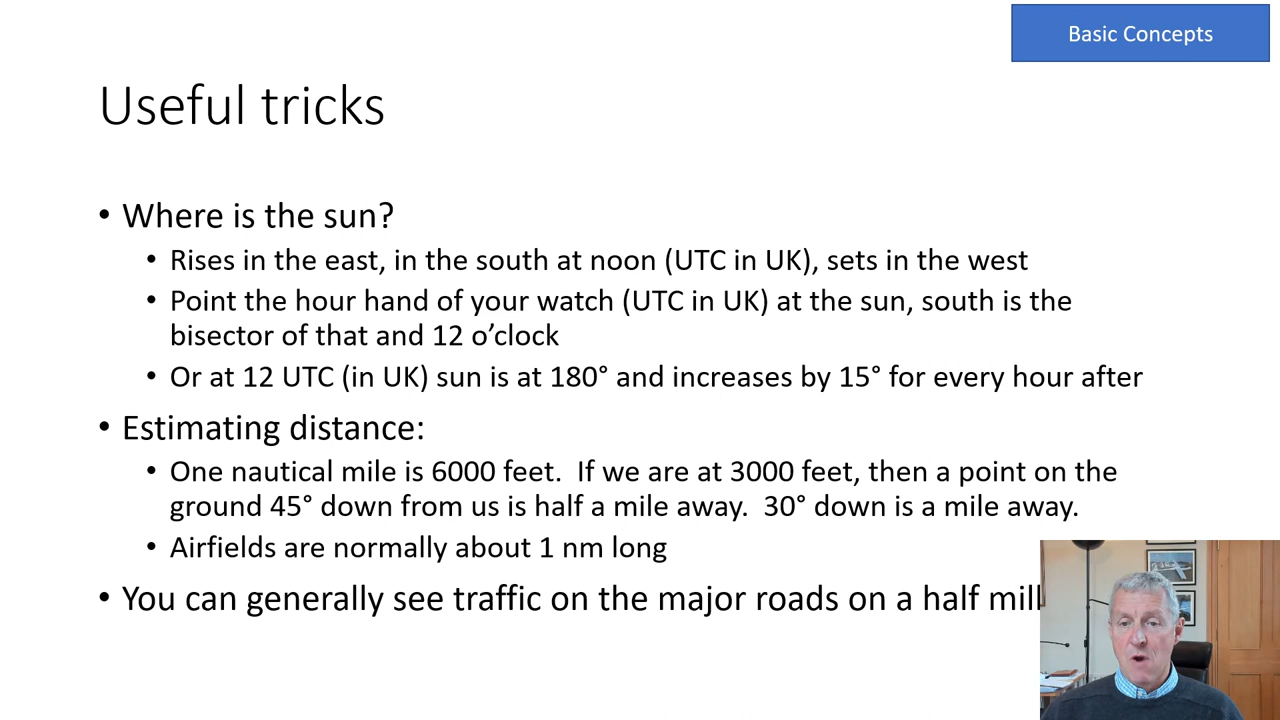 Basic Concepts
Useful tricks
• Where is the sun?
• Rises in the east, in the south at noon (UTC in UK), sets in the west
• Point the hour hand of your watch (UTC in UK) at the sun, south is the
bisector of that and 12 o’clock
• Or at 12 UTC (in UK) sun is at 180° and increases by 15° for every hour after
• Estimating distance:
• One nautical mile is 6000 feet.  If we are at 3000 feet, then a point on the
ground 45° down from us is half a mile away.  30° down is a mile away.
• Airfields are normally about 1 nm long
• You can generally see traffic on the major roads on a half